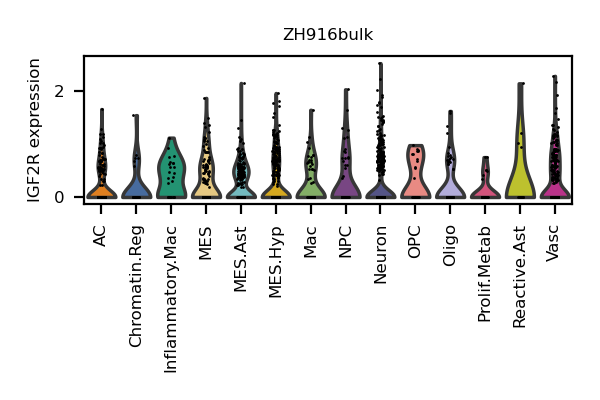 ZH916bulk
IGF2R expression
2
0
AC
Chromatin.Reg
Inflammatory.Mac
MES
MES.Ast
MES.Hyp
Mac
NPC
Neuron
OPC
Oligo
Prolif.Metab
Reactive.Ast
Vasc